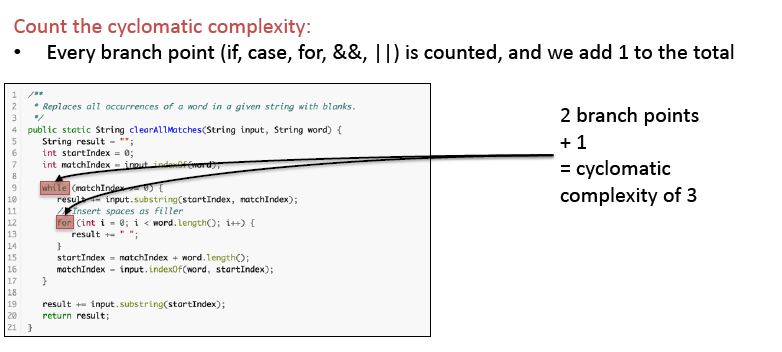 Count the cyclomatic complexity:
• Every branch point (if, case, for, &&, ||) is counted, and we add 1 to the total
1 /**
2 * Replaces all occurrences of a word in a given string with blanks.
3 */
4 public static String clearAllMatches(String input, String word) {
5 String result = "";
6 int startIndex = 0;
7 int matchIndex = input.indexOf(word);
8
9 while (matchIndex >= 0) {
10 result += input.substring(startIndex, matchIndex);
11 // Insert spaces as filler
12 for (int i = 0; i < word.length(); i++) {
13 result += " ";
14 }
15 startIndex = matchIndex + word.length();
16 matchIndex = input.indexOf(word, startIndex);
17 }
18
19 result += input.substring(startIndex);
20 return result;
21 }
2 branch points
+ 1
= cyclomatic
complexity of 3